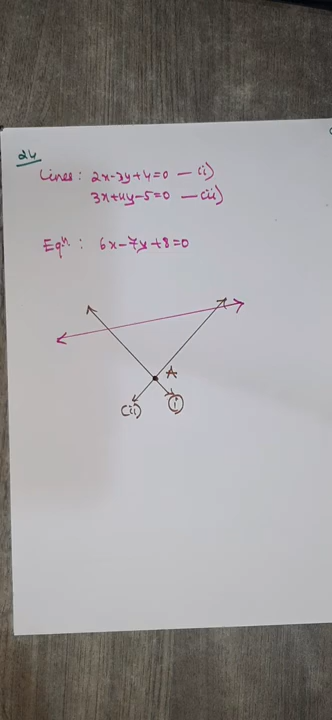 24
Lines: 2x-3y+4=0 — (i)
3x+4y-5=0 — (ii)
Eqⁿ : 6x-7y+8=0
A
(ii) (i)